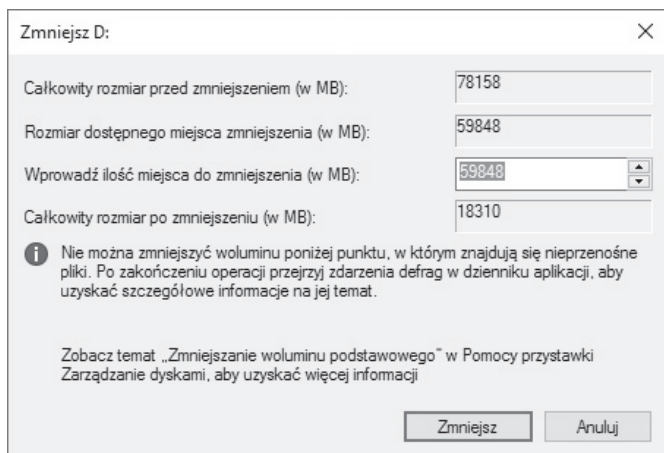 Zmniejsz D:
Całkowity rozmiar przed zmniejszeniem (w MB): 78158
Rozmiar dostępnego miejsca zmniejszenia (w MB): 59848
Wprowadź ilość miejsca do zmniejszenia (w MB): 59848
Całkowity rozmiar po zmniejszeniu (w MB): 18310
Nie można zmniejszyć woluminu poniżej punktu, w którym znajdują się nieprzenośne
pliki. Po zakończeniu operacji przejrzyj zdarzenia defrag w dzienniku aplikacji, aby
uzyskać szczegółowe informacje na jej temat.
Zobacz temat „Zmniejszanie woluminu podstawowego” w Pomocy przystawki
Zarządzanie dyskami, aby uzyskać więcej informacji
Zmniejsz Anuluj